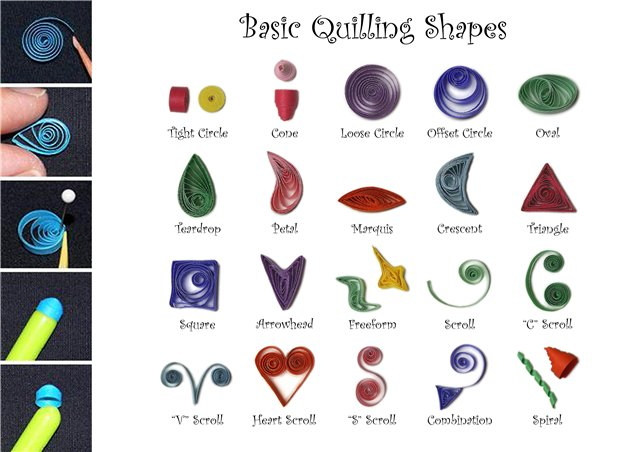 Basic Quilling Shapes
Tight Circle
Cone
Loose Circle
Offset Circle
Oval
Teardrop
Petal
Marquis
Crescent
Triangle
Square
Arrowhead
Freeform
Scroll
"C" Scroll
"V" Scroll
Heart Scroll
"S" Scroll
Combination
Spiral